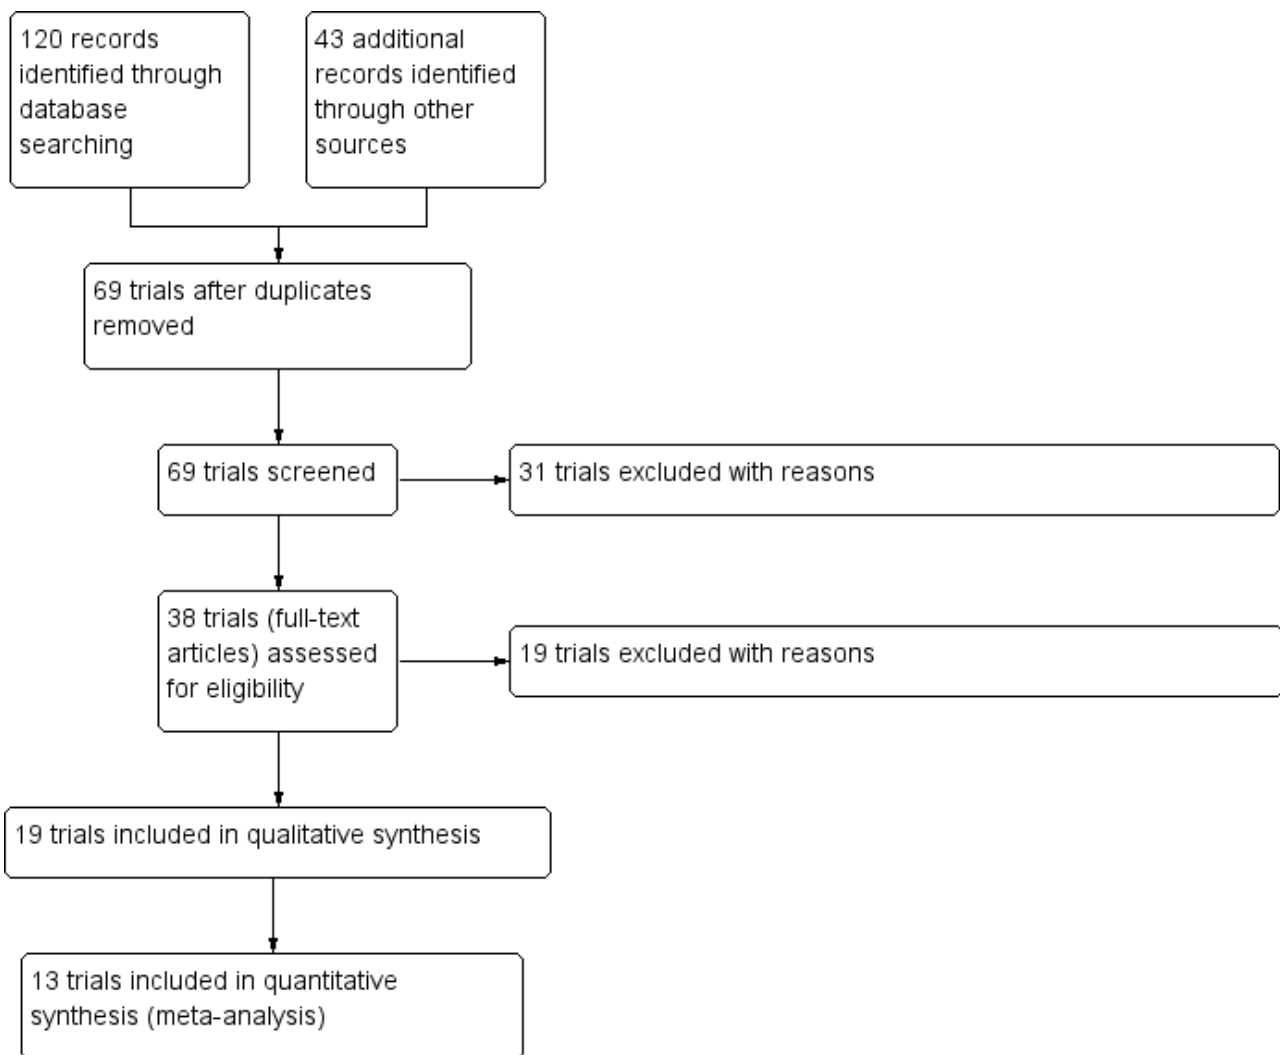 120 records
identified through
database
searching
43 additional
records identified
through other
sources
69 trials after duplicates
removed
69 trials screened
31 trials excluded with reasons
38 trials (full-text
articles) assessed
for eligibility
19 trials excluded with reasons
19 trials included in qualitative synthesis
13 trials included in quantitative
synthesis (meta-analysis)